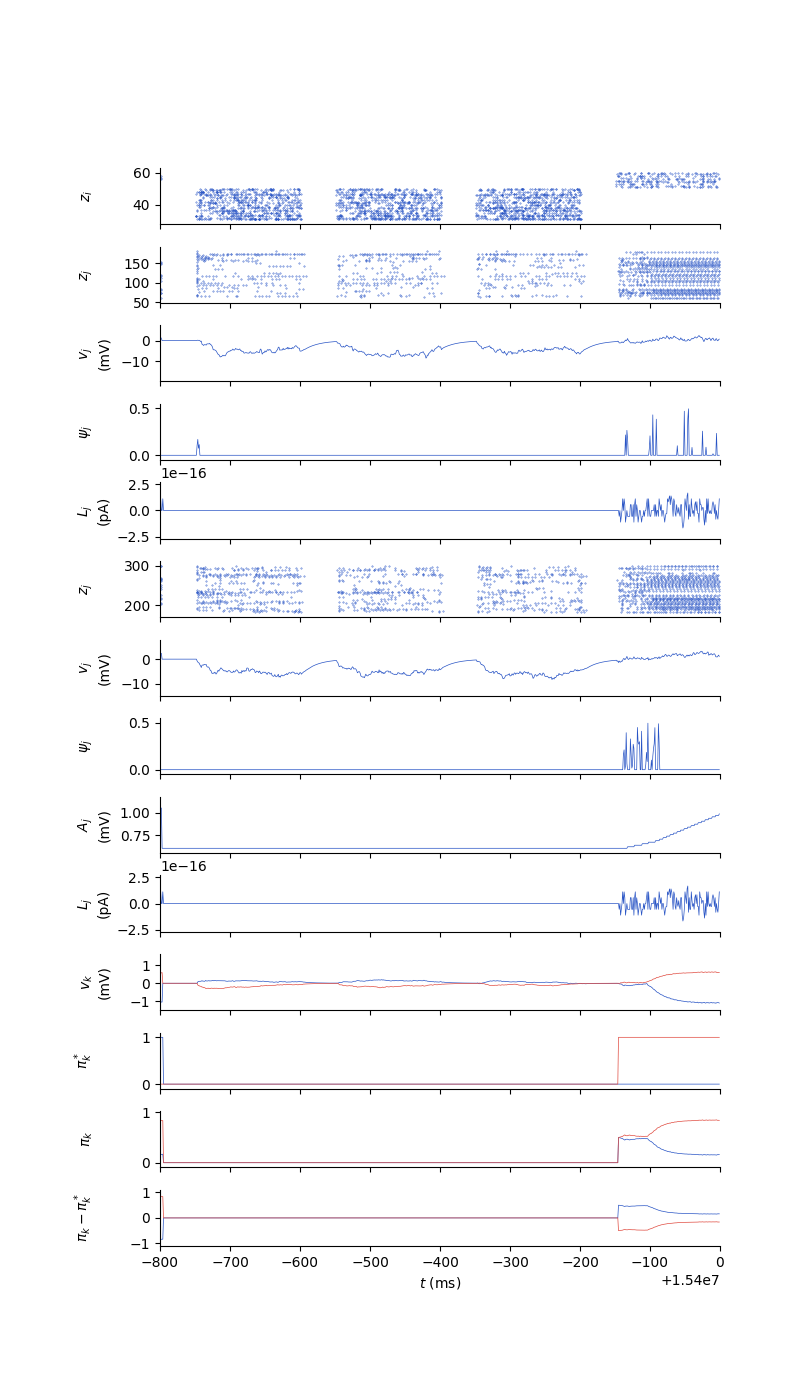 60
40
z_i
150
100
50
z_j
0
−10
v_j
(mV)
0.5
0.0
ψ_j
1e−16
2.5
0.0
−2.5
L_j
(pA)
300
200
z_j
0
−10
v_j
(mV)
0.5
0.0
ψ_j
1.00
0.75
A_j
(mV)
1e−16
2.5
0.0
−2.5
L_j
(pA)
1
0
−1
v_k
(mV)
1
0
π_k^*
1
0
π_k
1
0
−1
π_k − π_k^*
−800 −700 −600 −500 −400 −300 −200 −100 0
t (ms)
+1.54e7